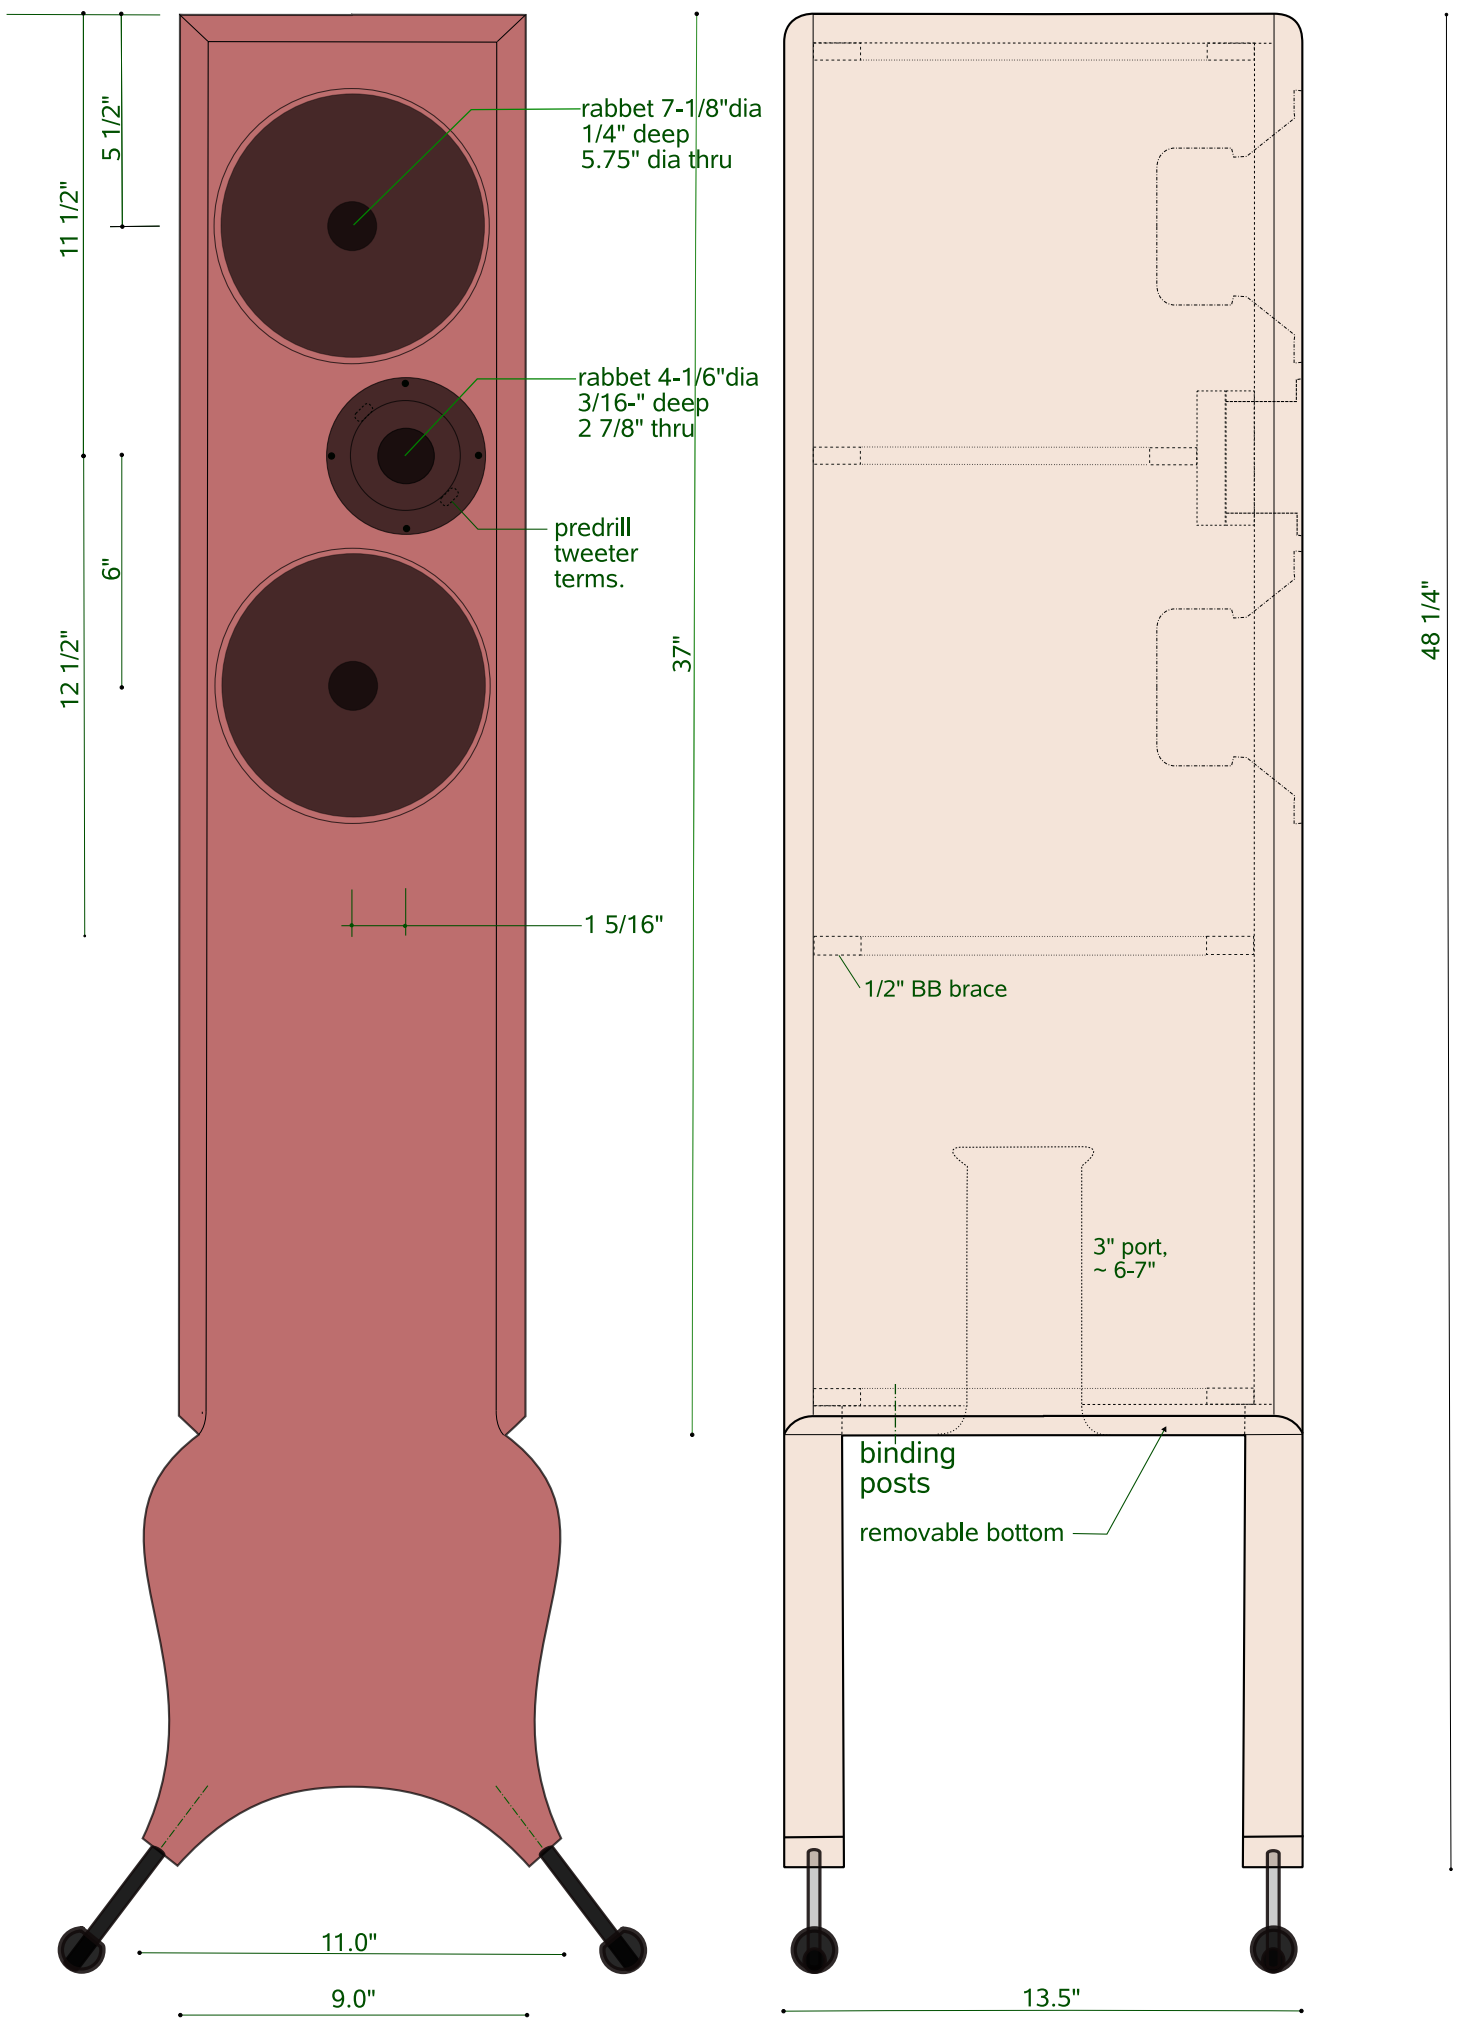 rabbet 7-1/8"dia
1/4" deep
5.75" dia thru
5 1/2"
11 1/2"
rabbet 4-1/6"dia
3/16-" deep
2 7/8" thru
predrill
tweeter
terms.
6"
12 1/2"
37"
48 1/4"
1 5/16"
1/2" BB brace
3" port,
~ 6-7"
binding
posts
removable bottom
11.0"
9.0"
13.5"